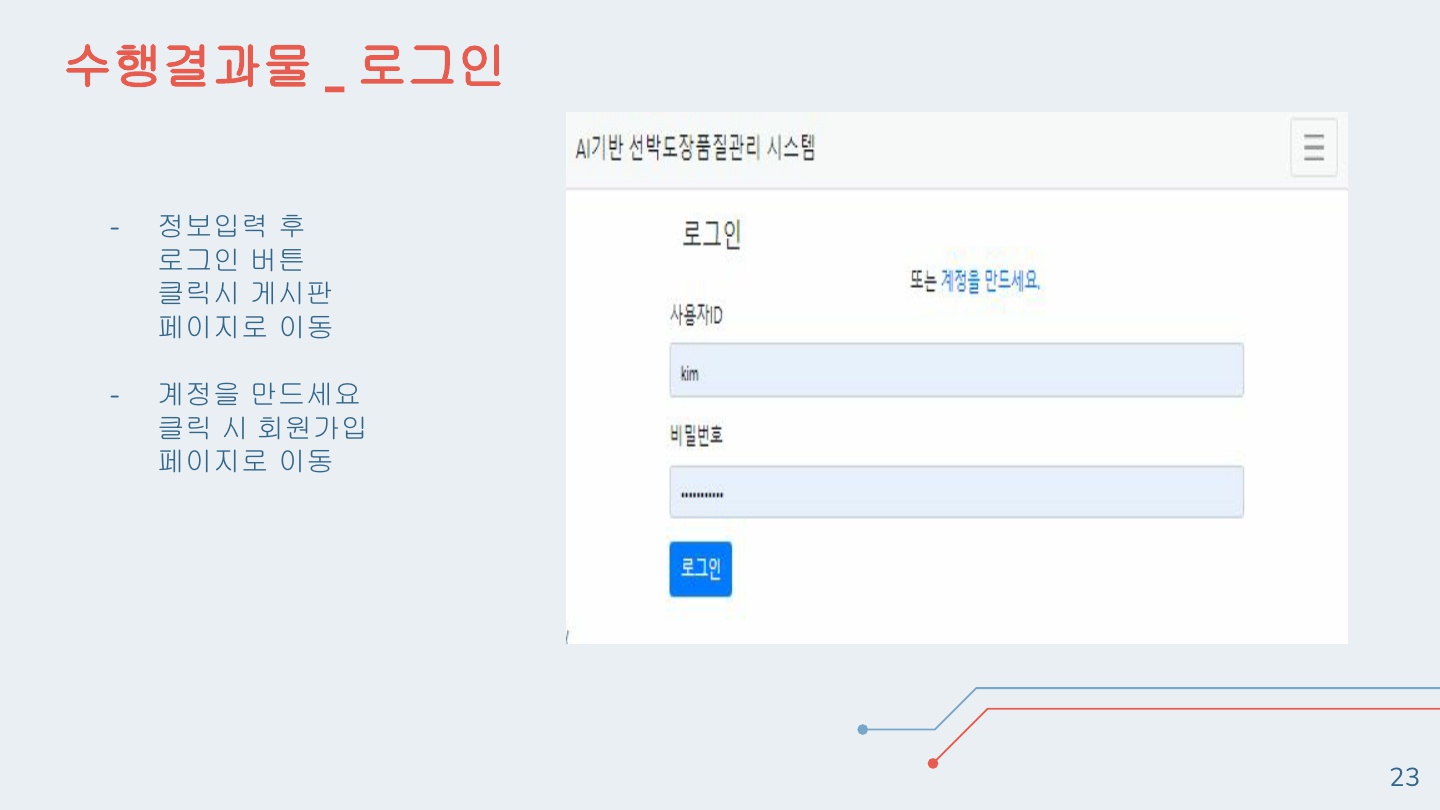 수행결과물 _ 로그인
- 정보입력 후
로그인 버튼
클릭시 게시판
페이지로 이동
- 계정을 만드세요
클릭 시 회원가입
페이지로 이동
AI기반 선박도장품질관리 시스템
로그인
또는 계정을 만드세요.
사용자ID
kim
비밀번호
•••••••••••
로그인
/
23